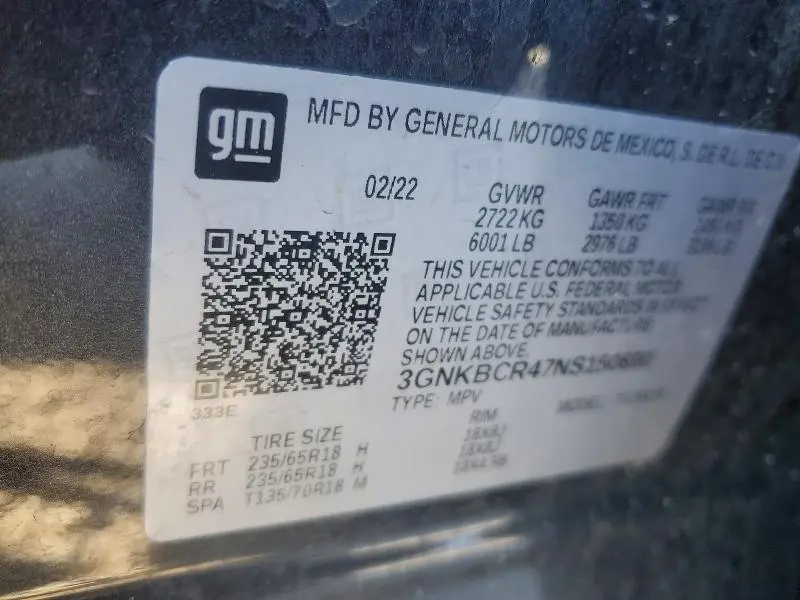 gm
MFD BY GENERAL MOTORS DE MEXICO, S. DE R.L. DE C.V.
02/22
GVWR GAWR FRT GAWR RR
2722 KG 1350 KG
6001 LB 2976 LB
THIS VEHICLE CONFORMS TO ALL
APPLICABLE U.S. FEDERAL MOTOR
VEHICLE SAFETY STANDARDS IN EFFECT
ON THE DATE OF MANUFACTURE
SHOWN ABOVE.
333E
TYPE: MPV
TIRE SIZE RIM
FRT 235/65R18 H 18X8J
RR 235/65R18 H 18X8J
SPA T135/70R18 M